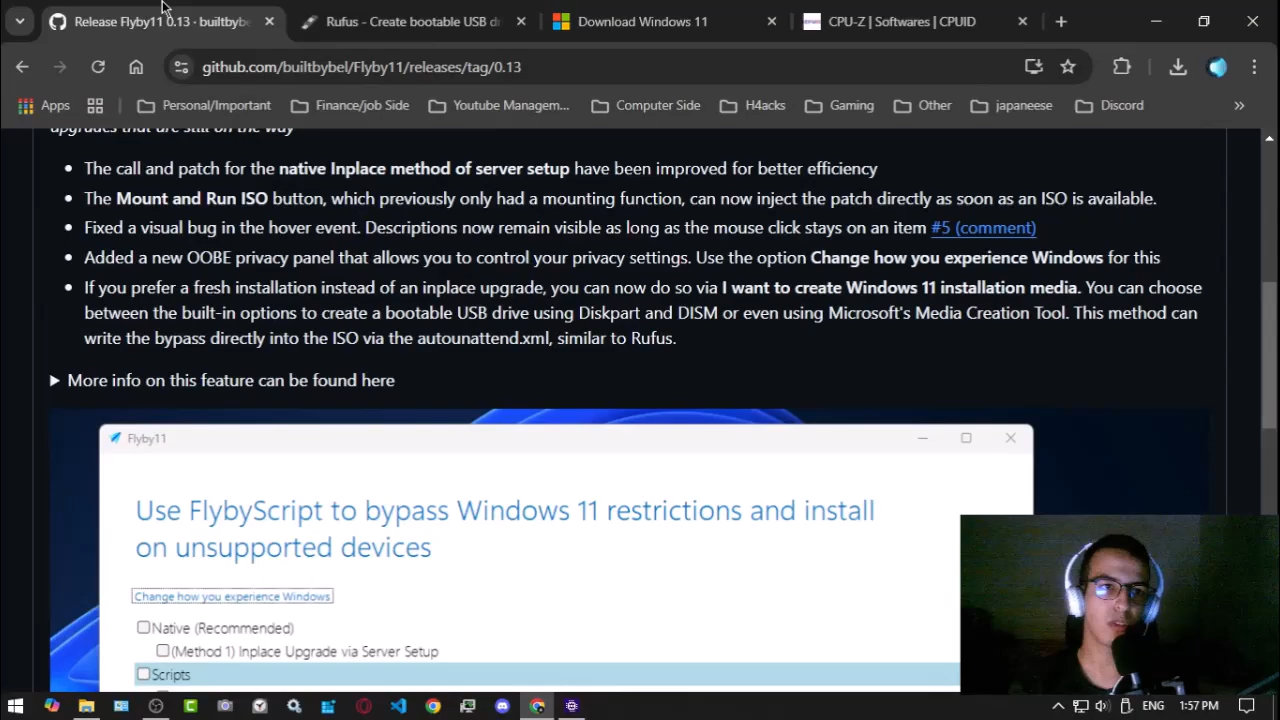 Release Flyby11 0.13 · builtbybe
Rufus - Create bootable USB d
Download Windows 11
CPU-Z | Softwares | CPUID
github.com/builtbybel/Flyby11/releases/tag/0.13
Apps
Personal/Important
Finance/job Side
Youtube Managem...
Computer Side
H4acks
Gaming
Other
japaneese
Discord
»
upgrades that are still on the way
The call and patch for the native Inplace method of server setup have been improved for better efficiency
The Mount and Run ISO button, which previously only had a mounting function, can now inject the patch directly as soon as an ISO is available.
Fixed a visual bug in the hover event. Descriptions now remain visible as long as the mouse click stays on an item #5 (comment)
Added a new OOBE privacy panel that allows you to control your privacy settings. Use the option Change how you experience Windows for this
If you prefer a fresh installation instead of an inplace upgrade, you can now do so via I want to create Windows 11 installation media. You can choose
between the built-in options to create a bootable USB drive using Diskpart and DISM or even using Microsoft's Media Creation Tool. This method can
write the bypass directly into the ISO via the autounattend.xml, similar to Rufus.
More info on this feature can be found here
Flyby11
Use FlybyScript to bypass Windows 11 restrictions and install
on unsupported devices
Change how you experience Windows
Native (Recommended)
(Method 1) Inplace Upgrade via Server Setup
Scripts
ENG
1:57 PM